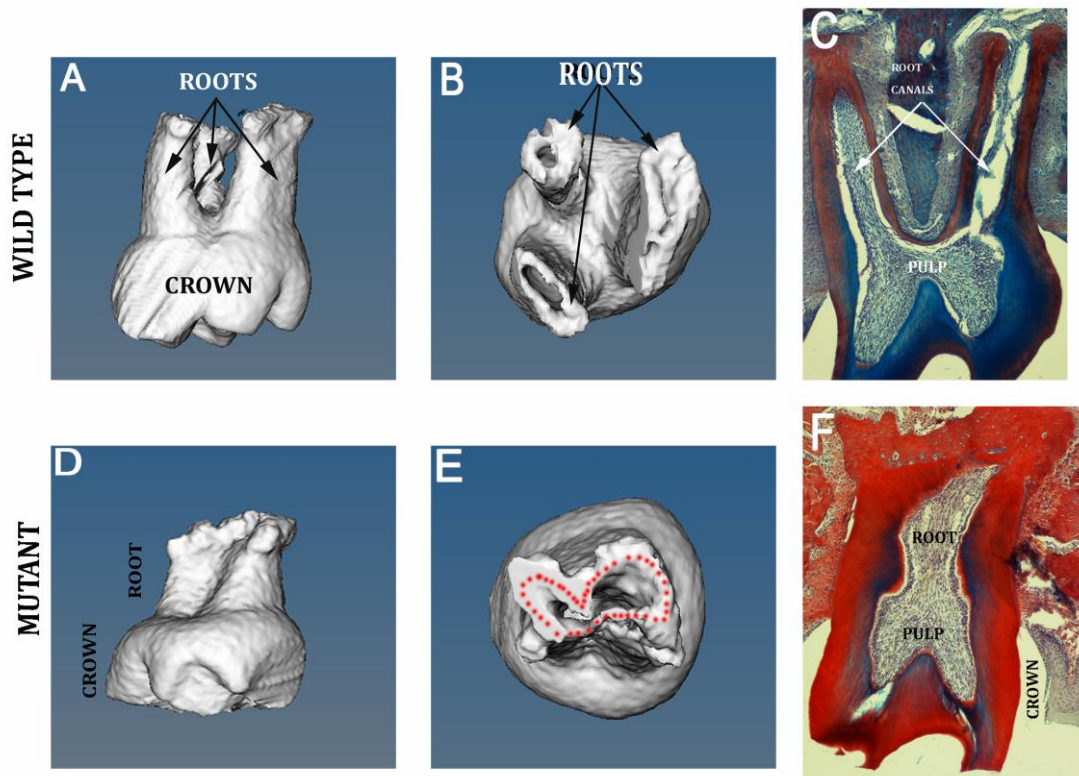 WILD TYPE
A
ROOTS
CROWN
B
ROOTS
C
ROOT
CANALS
PULP
MUTANT
D
ROOT
CROWN
E
F
ROOT
PULP
CROWN